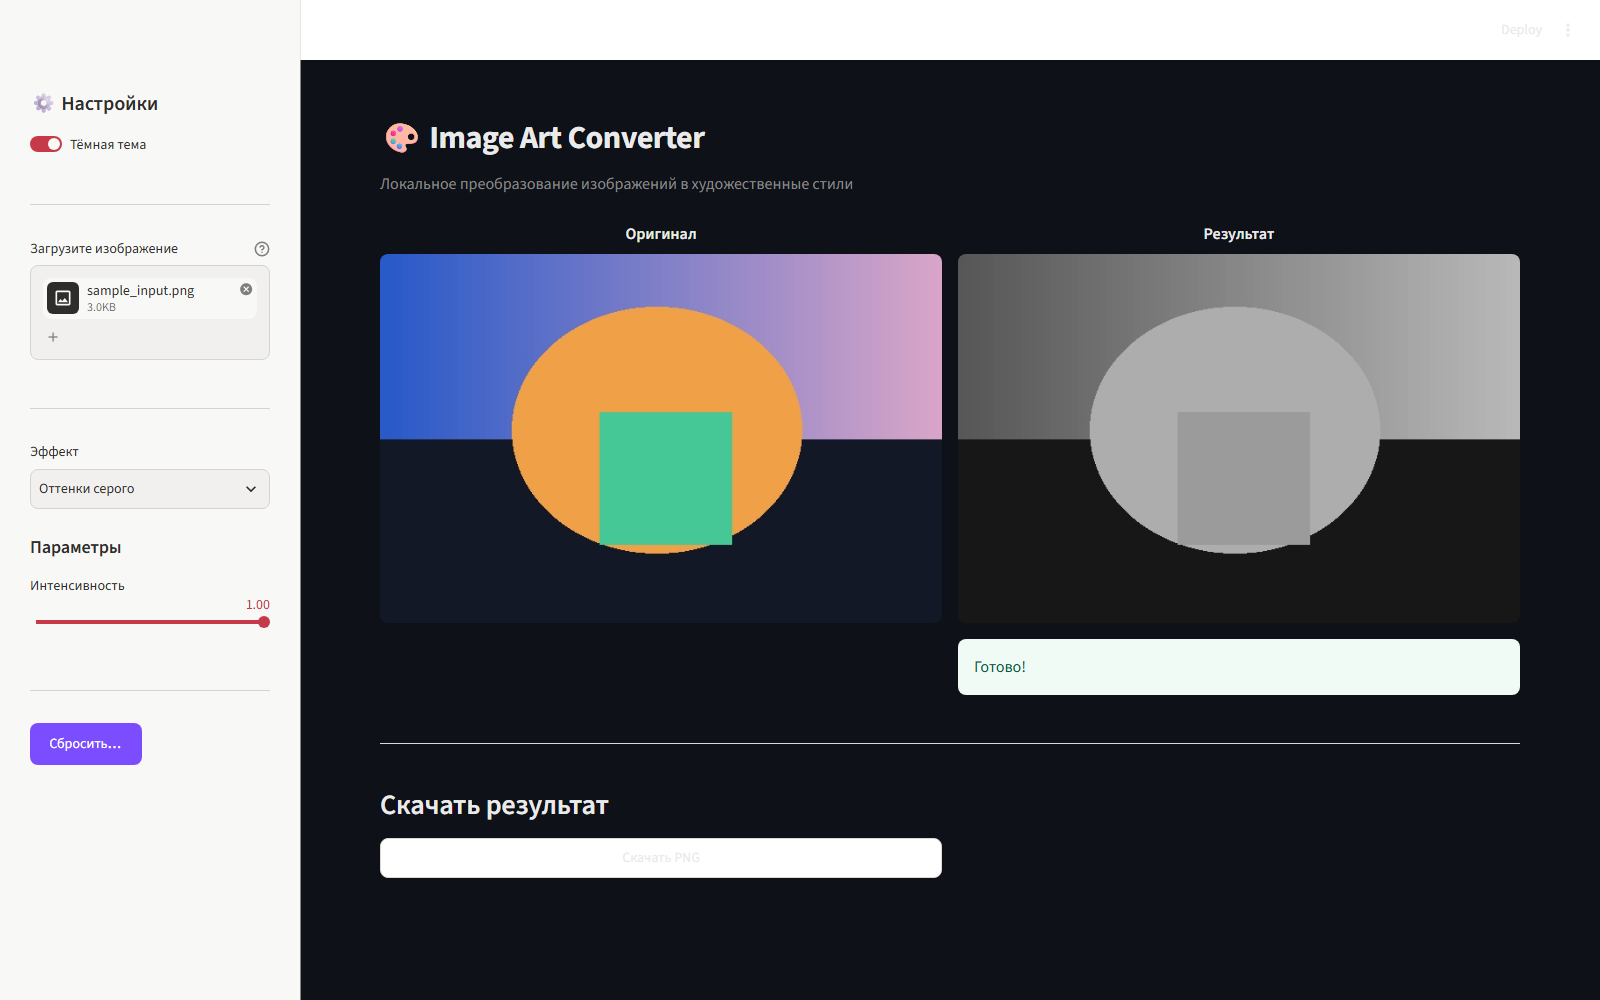 Deploy
Настройки
Тёмная тема
Загрузите изображение
sample_input.png
3.0KB
Эффект
Оттенки серого
Параметры
Интенсивность
1.00
Сбросить...
Image Art Converter
Локальное преобразование изображений в художественные стили
Оригинал
Результат
Готово!
Скачать результат
Скачать PNG